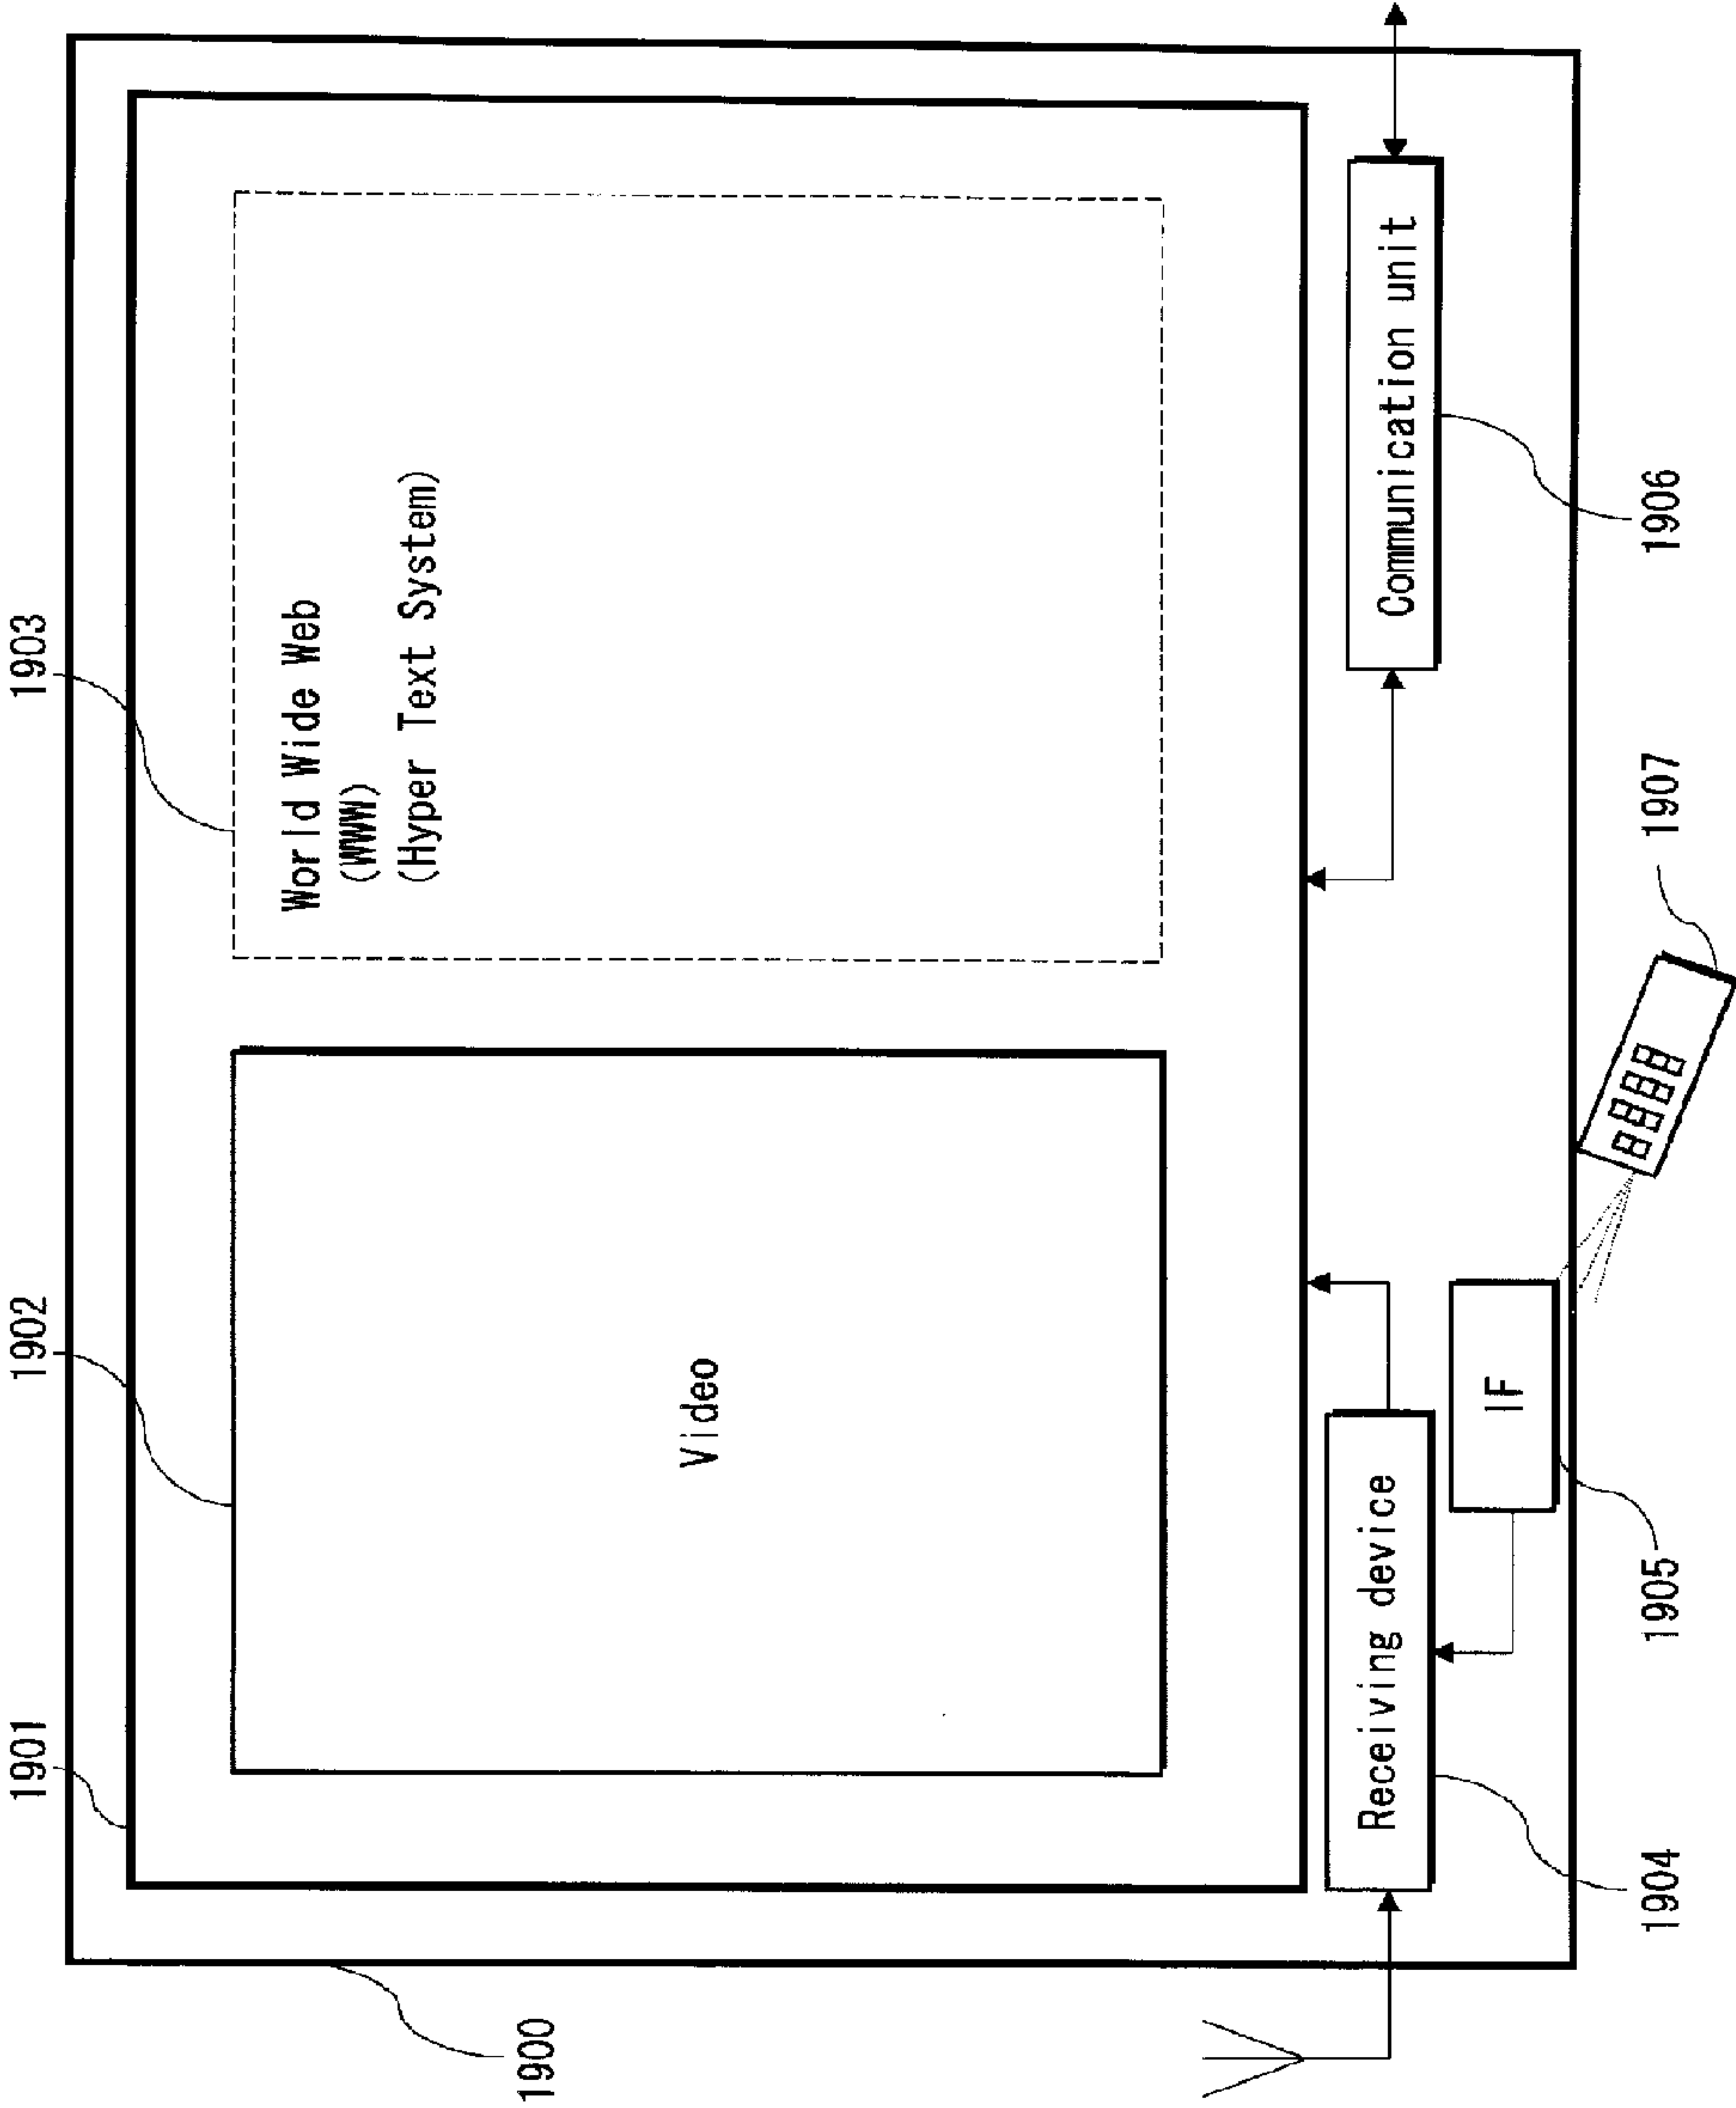 1901
1902
1903
1900
Video
World Wide Web
(WWW)
(Hyper Text System)
Receiving device
Communication unit
IF
1904
1905
1907
1906